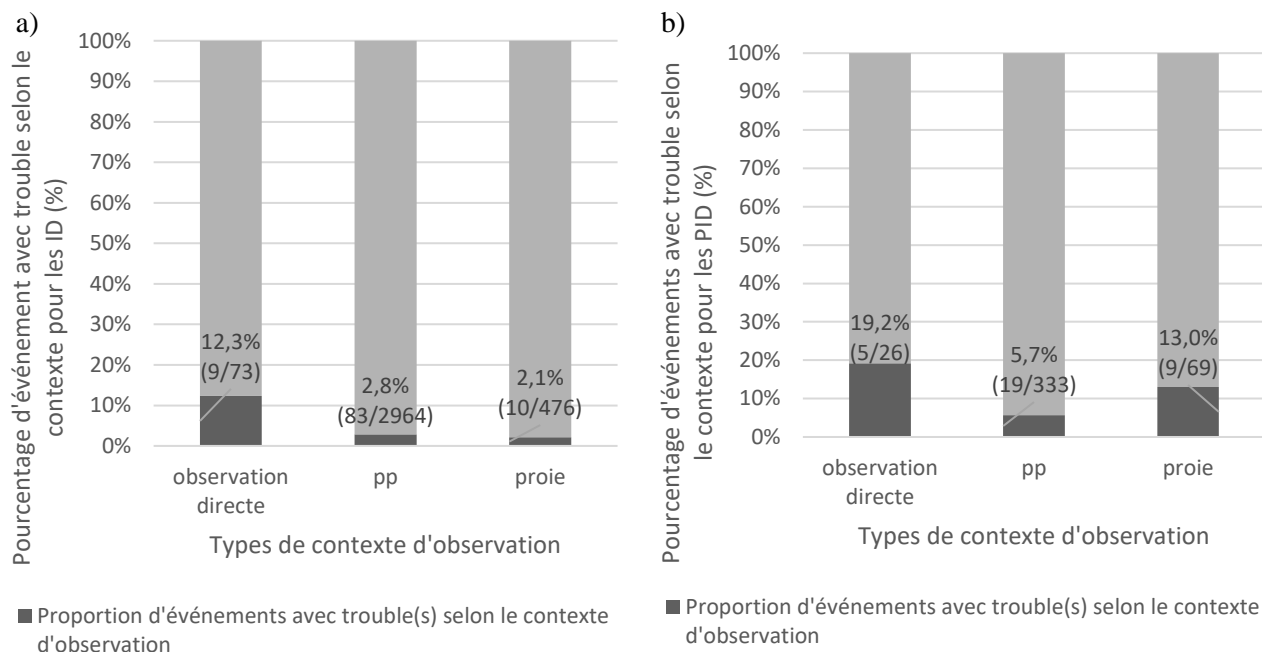 a)
Pourcentage d'événement avec trouble selon le
contexte pour les ID (%)
100%
90%
80%
70%
60%
50%
40%
30%
20%
10%
0%
12,3%
(9/73)
2,8%
(83/2964)
2,1%
(10/476)
observation
directe
pp
proie
Types de contexte d'observation
■ Proportion d'événements avec trouble(s) selon le contexte
d'observation
b)
Pourcentage d'événements avec trouble selon
le contexte pour les PID (%)
100%
90%
80%
70%
60%
50%
40%
30%
20%
10%
0%
19,2%
(5/26)
5,7%
(19/333)
13,0%
(9/69)
observation
directe
pp
proie
Types de contexte d'observation
■ Proportion d'événements avec trouble(s) selon le contexte
d'observation